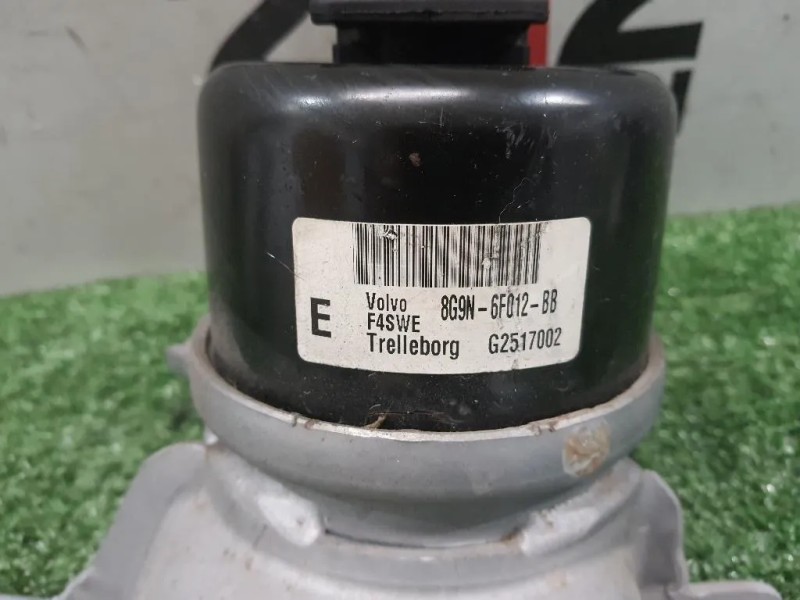 E
Volvo 8G9N-6F012-BB
F4SWE
Trelleborg G2517002